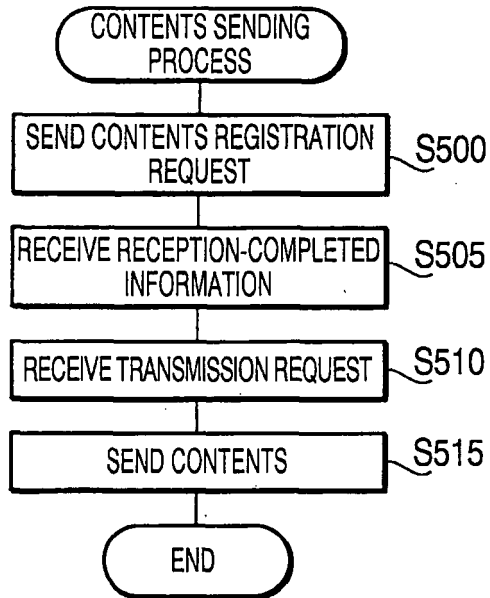 CONTENTS SENDING
PROCESS
SEND CONTENTS REGISTRATION
REQUEST
S500
RECEIVE RECEPTION-COMPLETED
INFORMATION
S505
RECEIVE TRANSMISSION REQUEST
S510
SEND CONTENTS
S515
END